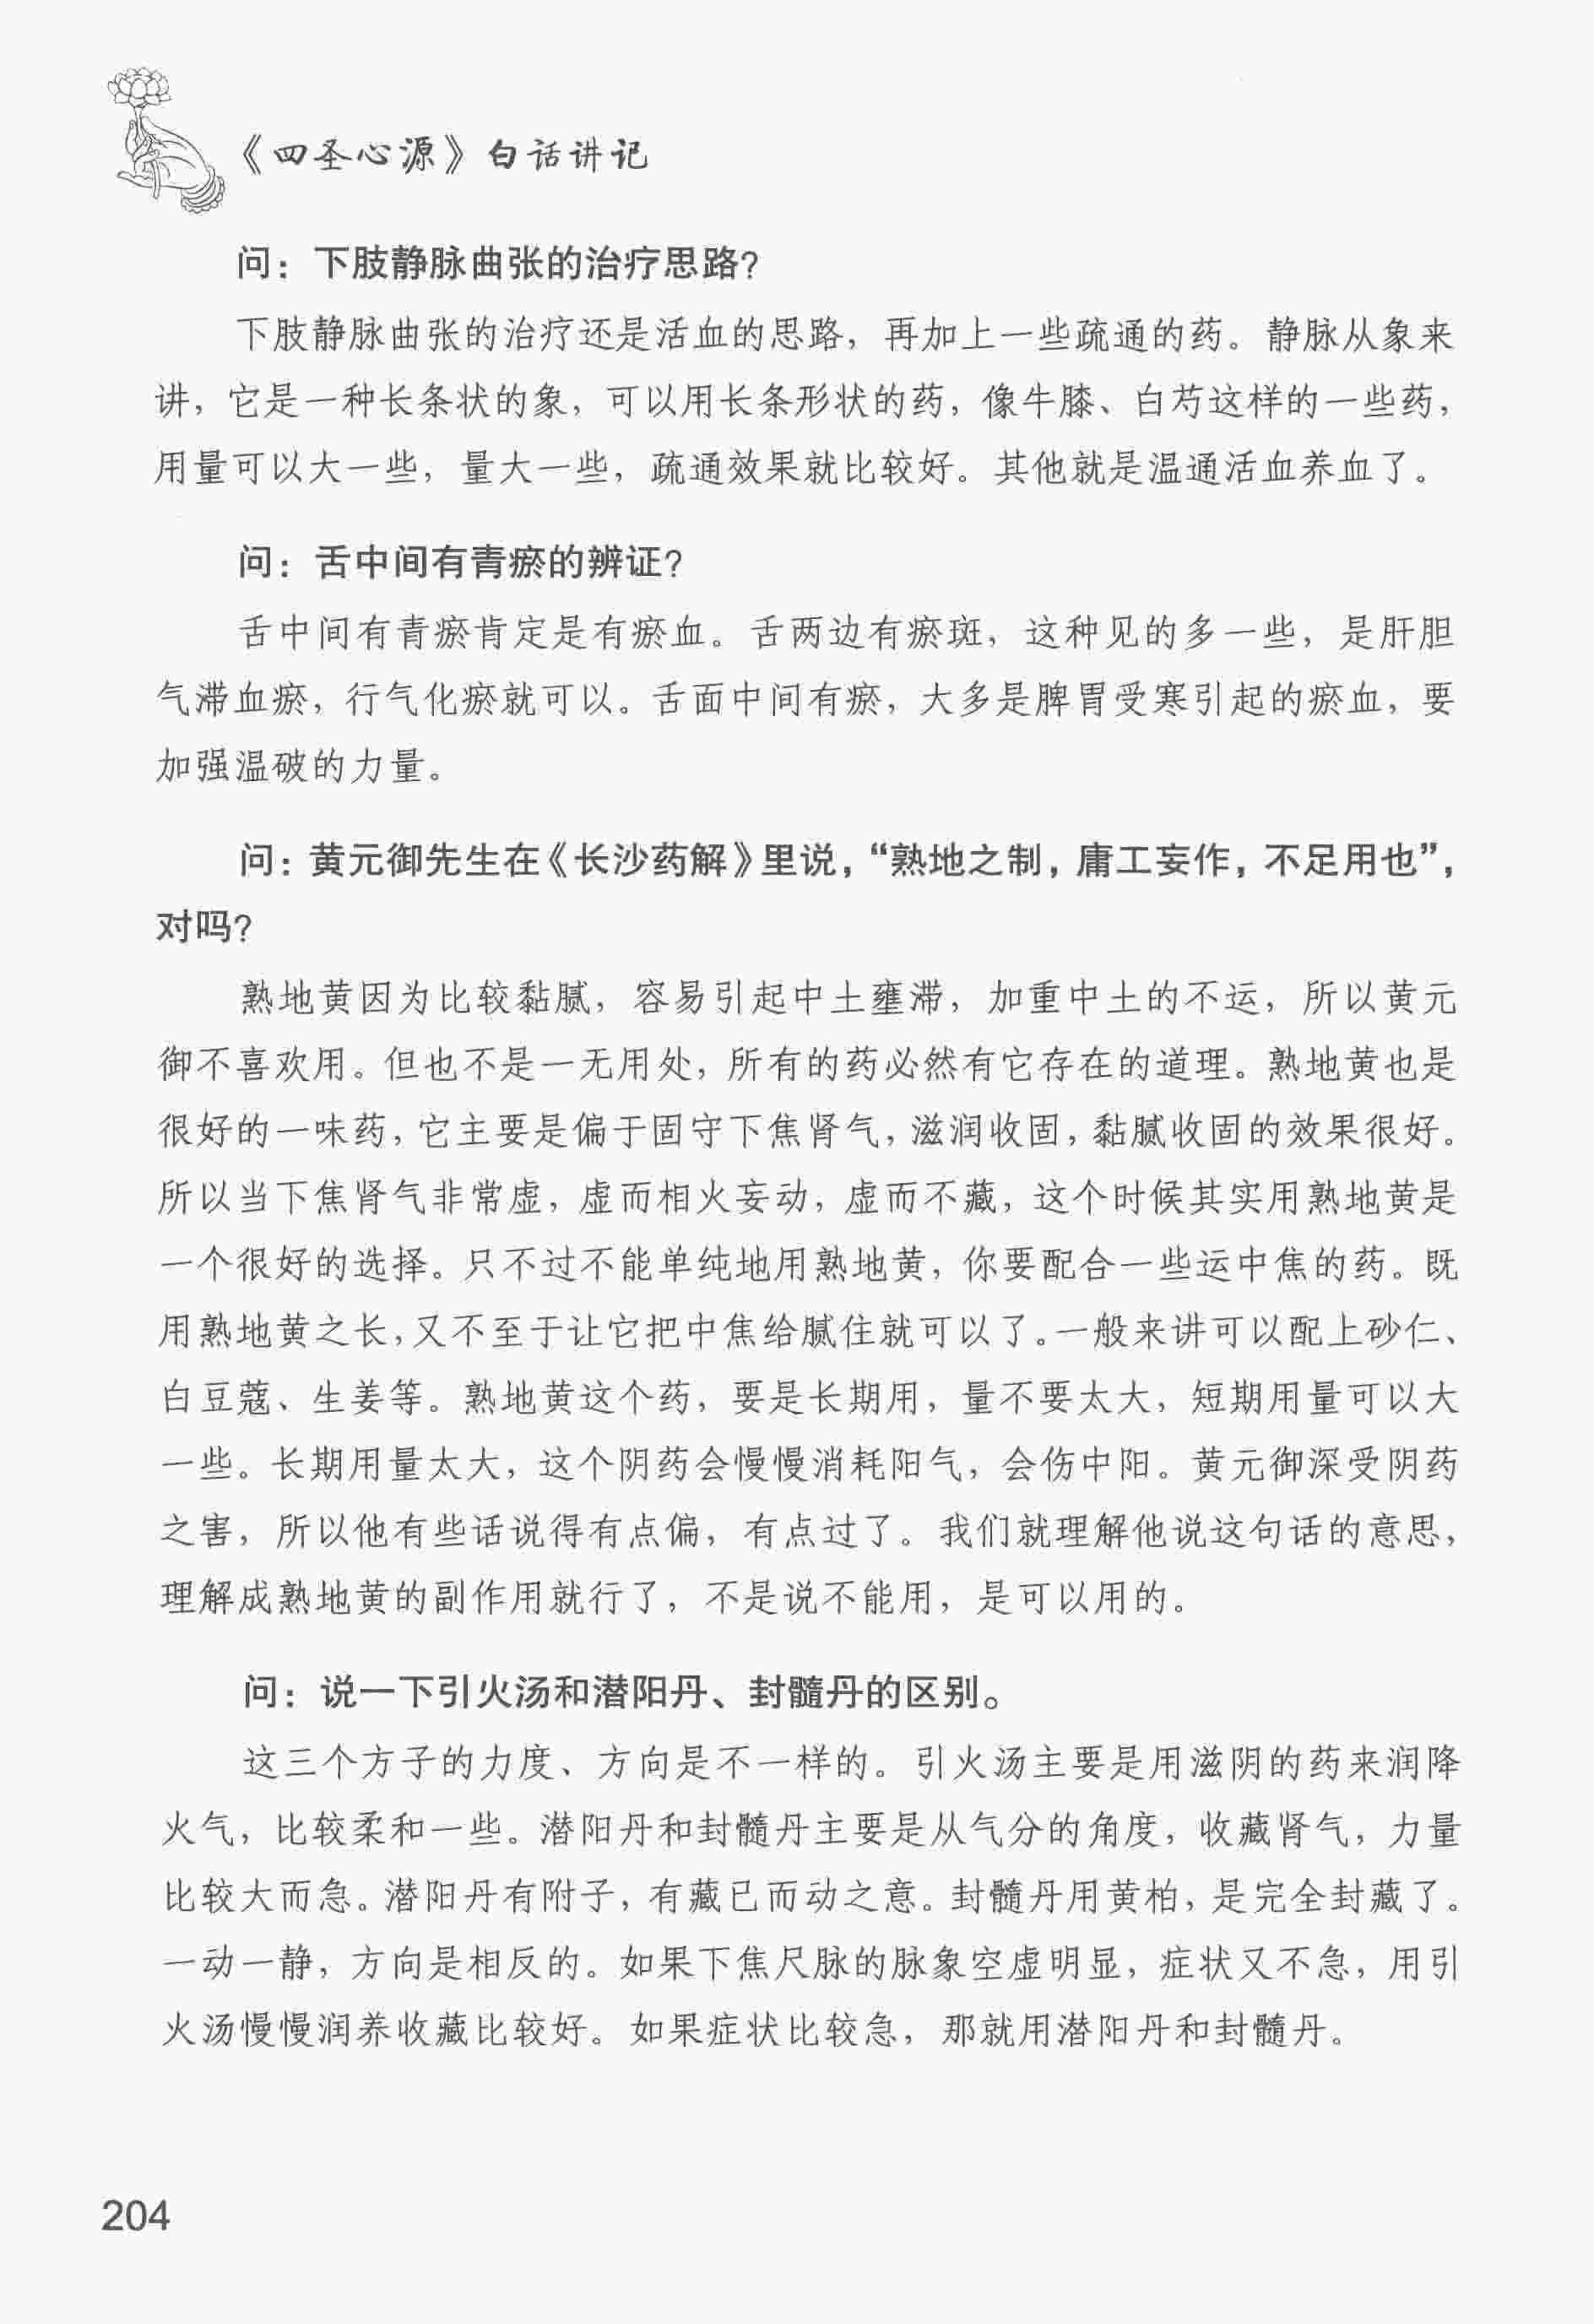 《四圣心源》白话讲记
问：下肢静脉曲张的治疗思路？
下肢静脉曲张的治疗还是活血的思路，再加上一些疏通的药。静脉从象来
讲，它是一种长条状的象，可以用长条形状的药，像牛膝、白芍这样的一些药，
用量可以大一些，量大一些，疏通效果就比较好。其他就是温通活血养血了。
问：舌中间有青瘀的辨证？
舌中间有青瘀肯定是有瘀血。舌两边有瘀斑，这种见的多一些，是肝胆
气滞血瘀，行气化瘀就可以。舌面中间有瘀，大多是脾胃受寒引起的瘀血，要
加强温破的力量。
问：黄元御先生在《长沙药解》里说，“熟地之制，庸工妄作，不足用也”，
对吗？
熟地黄因为比较黏腻，容易引起中土壅滞，加重中土的不运，所以黄元
御不喜欢用。但也不是一无用处，所有的药必然有它存在的道理。熟地黄也是
很好的一味药，它主要是偏于固守下焦肾气，滋润收固，黏腻收固的效果很好。
所以当下焦肾气非常虚，虚而相火妄动，虚而不藏，这个时候其实用熟地黄是
一个很好的选择。只不过不能单纯地用熟地黄，你要配合一些运中焦的药。既
用熟地黄之长，又不至于让它把中焦给腻住就可以了。一般来讲可以配上砂仁、
白豆蔻、生姜等。熟地黄这个药，要是长期用，量不要太大，短期用量可以大
一些。长期用量太大，这个阴药会慢慢消耗阳气，会伤中阳。黄元御深受阴药
之害，所以他有些话说得有点偏，有点过了。我们就理解他说这句话的意思，
理解成熟地黄的副作用就行了，不是说不能用，是可以用的。
问：说一下引火汤和潜阳丹、封髓丹的区别。
这三个方子的力度、方向是不一样的。引火汤主要是用滋阴的药来润降
火气，比较柔和一些。潜阳丹和封髓丹主要是从气分的角度，收藏肾气，力量
比较大而急。潜阳丹有附子，有藏已而动之意。封髓丹用黄柏，是完全封藏了。
一动一静，方向是相反的。如果下焦尺脉的脉象空虚明显，症状又不急，用引
火汤慢慢润养收藏比较好。如果症状比较急，那就用潜阳丹和封髓丹。
204